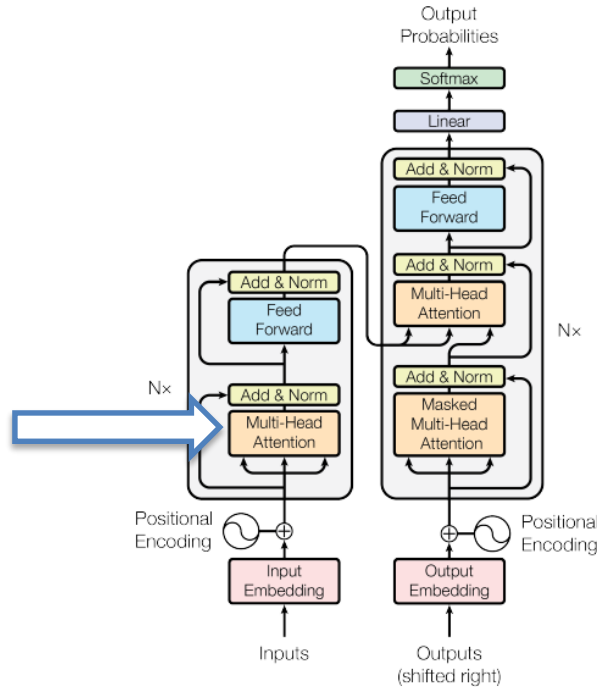 Output
Probabilities
Softmax
Linear
Add & Norm
Feed
Forward
Add & Norm
Multi-Head
Attention
Nx
Add & Norm
Masked
Multi-Head
Attention
Add & Norm
Feed
Forward
N×
Add & Norm
Multi-Head
Attention
Positional
Encoding
Positional
Encoding
Input
Embedding
Output
Embedding
Inputs
Outputs
(shifted right)